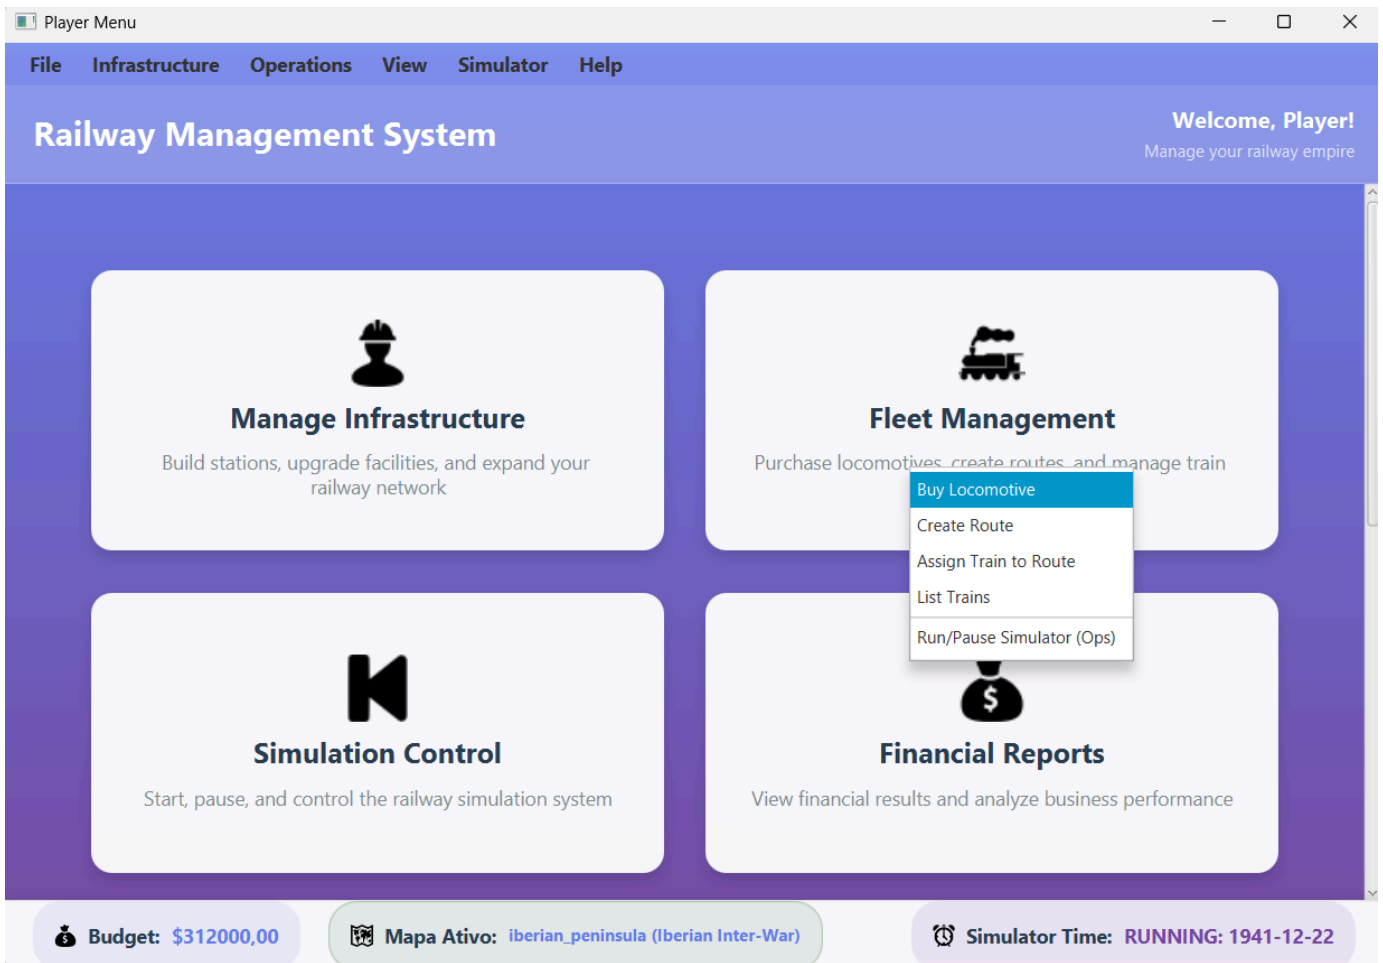 Player Menu
File Infrastructure Operations View Simulator Help
Railway Management System
Welcome, Player!
Manage your railway empire
Manage Infrastructure
Build stations, upgrade facilities, and expand your
railway network
Fleet Management
Purchase locomotives, create routes, and manage train
Buy Locomotive
Create Route
Assign Train to Route
List Trains
Run/Pause Simulator (Ops)
Simulation Control
Start, pause, and control the railway simulation system
Financial Reports
View financial results and analyze business performance
Budget: $312000,00
Mapa Ativo: iberian_peninsula (Iberian Inter-War)
Simulator Time: RUNNING: 1941-12-22